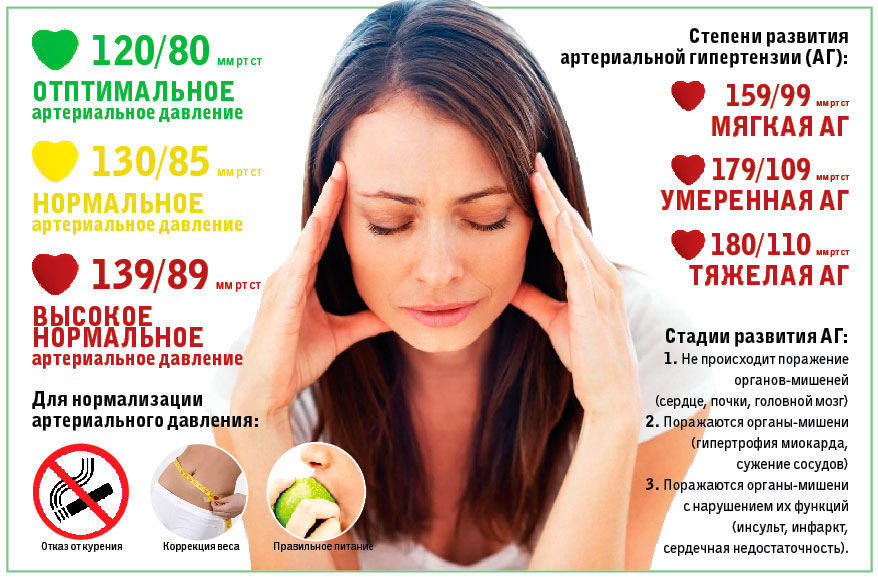 120/80 мм рт ст
ОТПТИМАЛЬНОЕ
артериальное давление
130/85 мм рт ст
НОРМАЛЬНОЕ
артериальное давление
139/89 мм рт ст
ВЫСОКОЕ
НОРМАЛЬНОЕ
артериальное давление
Для нормализации
артериального давления:
Отказ от курения
Коррекция веса
Правильное питание
Степени развития
артериальной гипертензии (АГ):
159/99 мм рт ст
МЯГКАЯ АГ
179/109 мм рт ст
УМЕРЕННАЯ АГ
180/110 мм рт ст
ТЯЖЕЛАЯ АГ
Стадии развития АГ:
1. Не происходит поражение
органов-мишеней
(сердце, почки, головной мозг)
2. Поражаются органы-мишени
(гипертрофия миокарда,
сужение сосудов)
3. Поражаются органы-мишени
с нарушением их функций
(инсульт, инфаркт,
сердечная недостаточность).